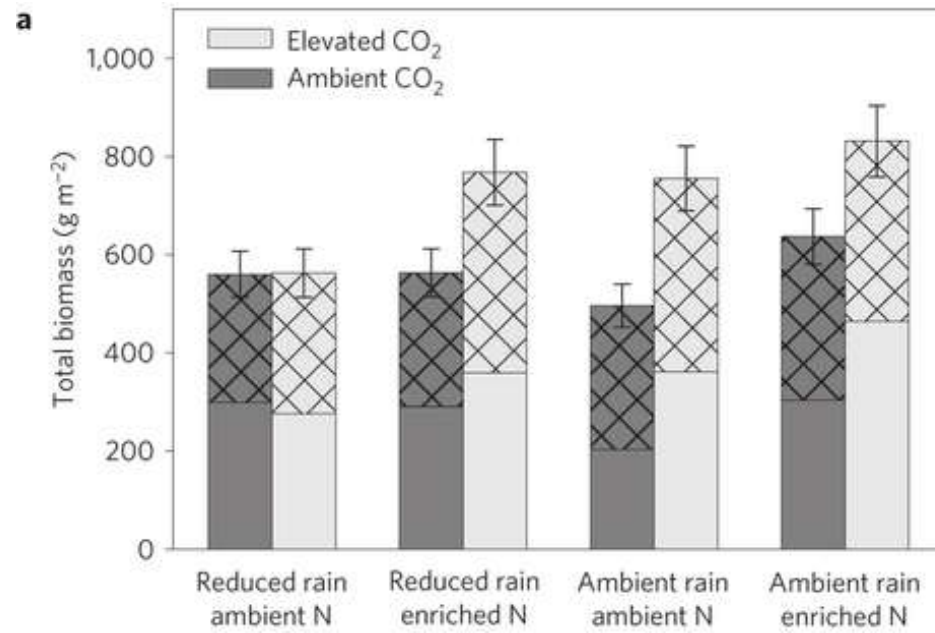 a
Elevated CO₂
Ambient CO₂
Total biomass (g m⁻²)
1,000
800
600
400
200
0
Reduced rain
ambient N
Reduced rain
enriched N
Ambient rain
ambient N
Ambient rain
enriched N